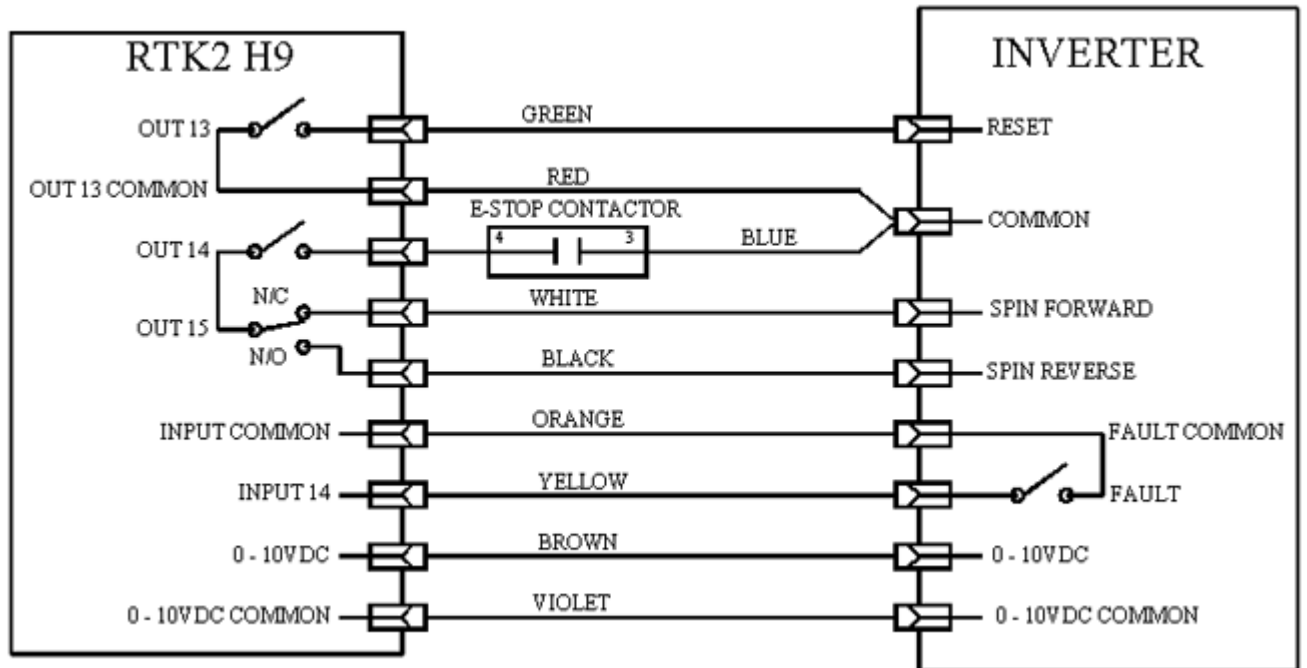 RTK2 H9
INVERTER
OUT 13
GREEN
RESET
OUT 13 COMMON
RED
E-STOP CONTACTOR
COMMON
OUT 14
4
3
BLUE
N/C
WHITE
SPIN FORWARD
OUT 15
N/O
BLACK
SPIN REVERSE
INPUT COMMON
ORANGE
FAULT COMMON
INPUT 14
YELLOW
FAULT
0 - 10VDC
BROWN
0 - 10VDC
0 - 10VDC COMMON
VIOLET
0 - 10VDC COMMON